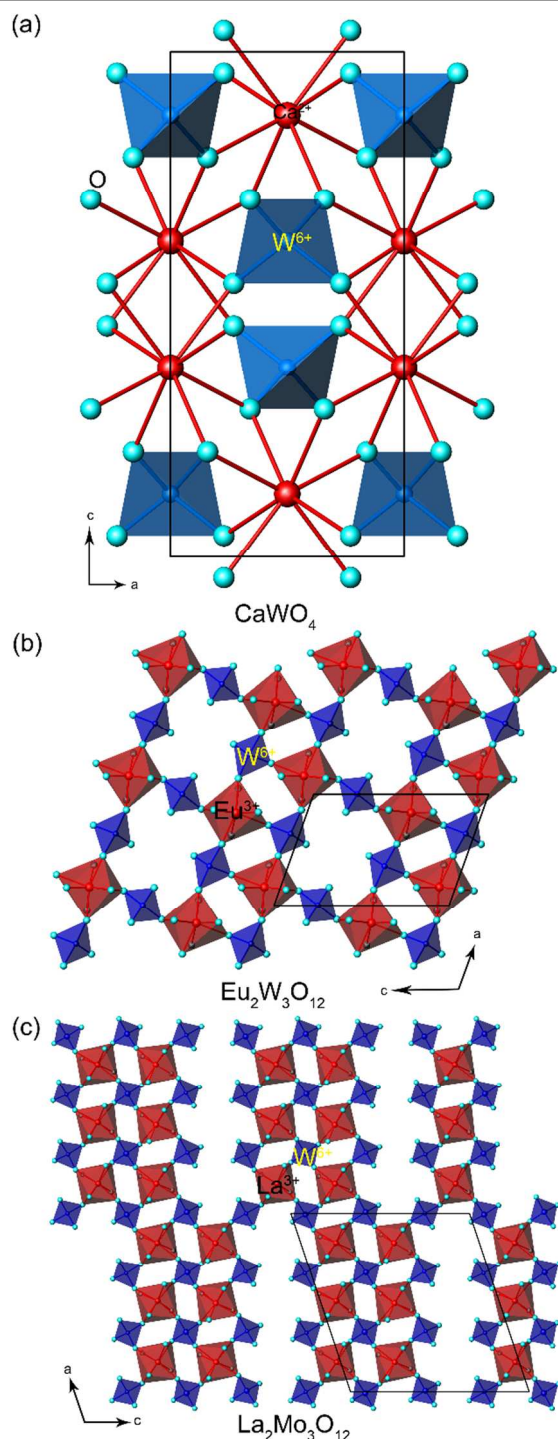 (a)
Ca²⁺
O
W⁶⁺
c
a
CaWO₄
(b)
W⁶⁺
Eu³⁺
a
c
Eu₂W₃O₁₂
(c)
W⁶⁺
La³⁺
a
c
La₂Mo₃O₁₂